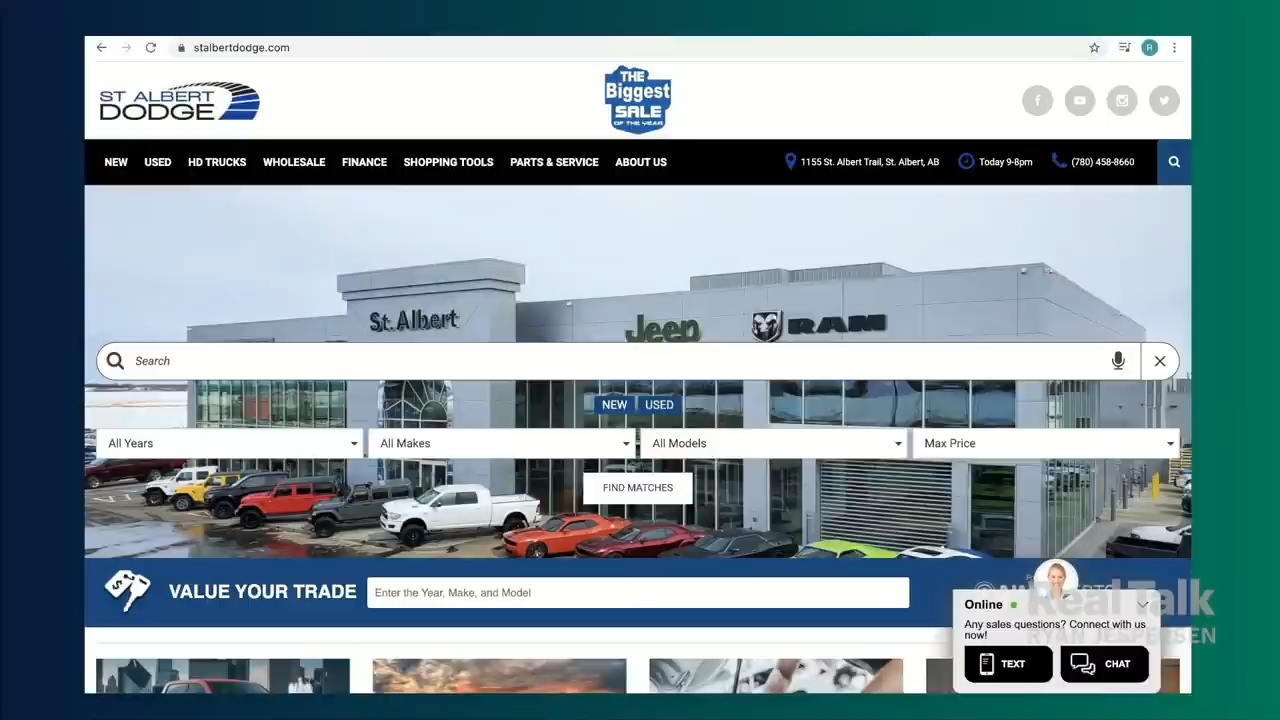 stalbertdodge.com
R
ST ALBERT
DODGE
THE
Biggest
SALE
OF THE YEAR
NEW USED HD TRUCKS WHOLESALE FINANCE SHOPPING TOOLS PARTS & SERVICE ABOUT US
1155 St. Albert Trail, St. Albert, AB
Today 9-8pm
(780) 458-8660
St. Albert
Jeep
RAM
Search
NEW USED
All Years
All Makes
All Models
Max Price
FIND MATCHES
VALUE YOUR TRADE
Enter the Year, Make, and Model
Online
Any sales questions? Connect with us
now!
TEXT
CHAT
Real Talk
RYAN JESPERSEN